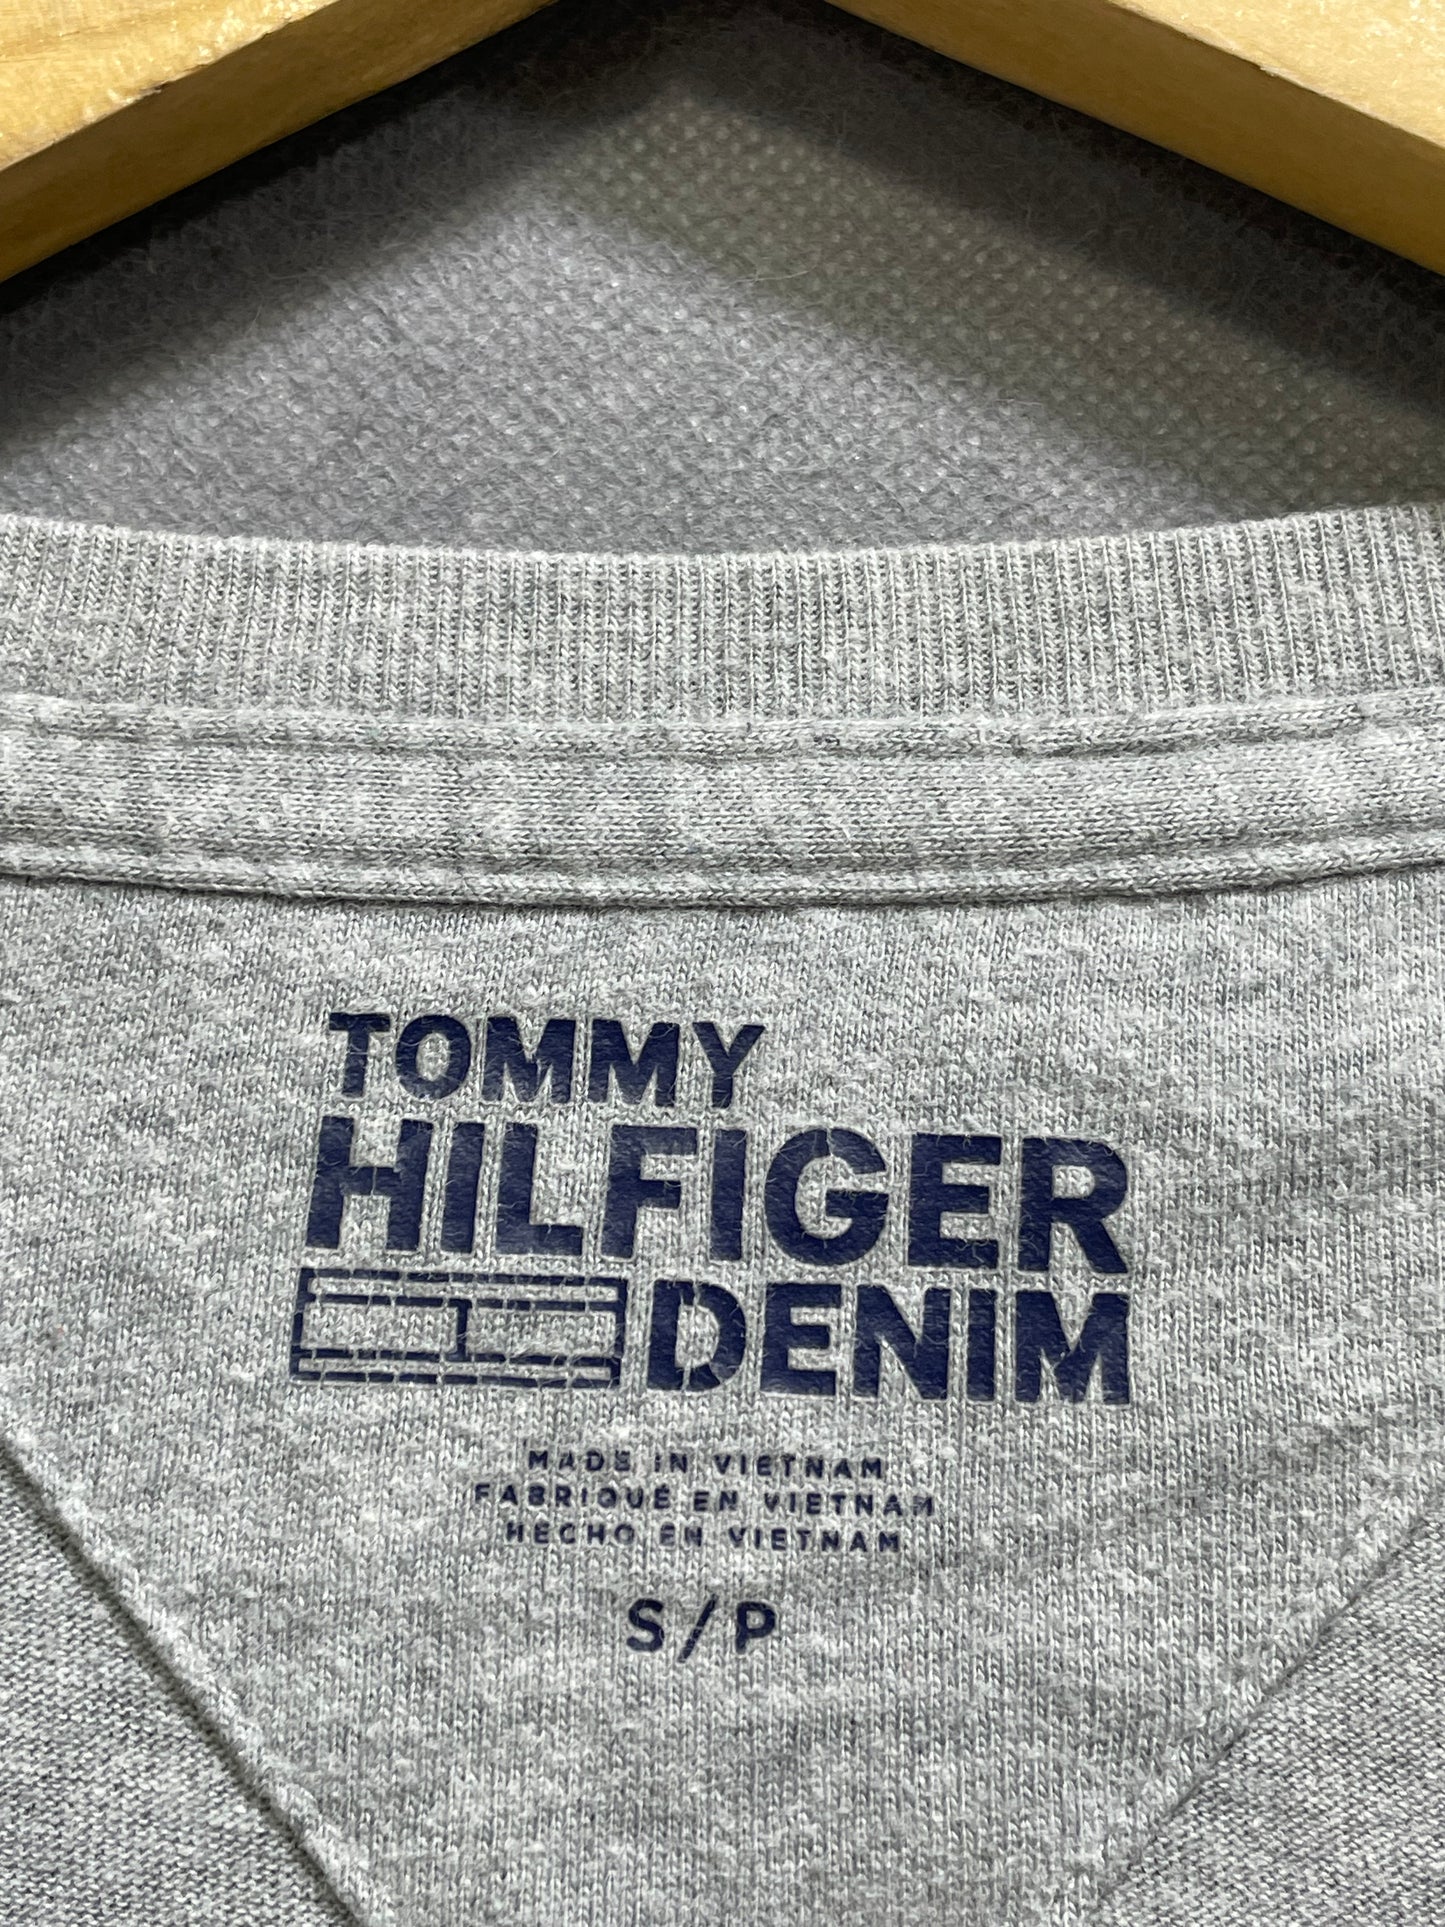 TOMMY
HILFIGER
DENIM
MADE IN VIETNAM
FABRIQUÉ EN VIETNAM
HECHO EN VIETNAM
S/P